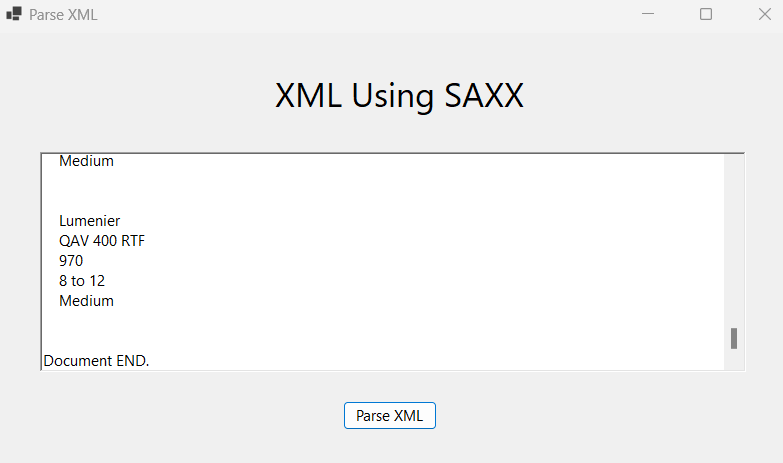 Parse XML
XML Using SAXX
Medium
Lumenier
QAV 400 RTF
970
8 to 12
Medium
Document END.
Parse XML